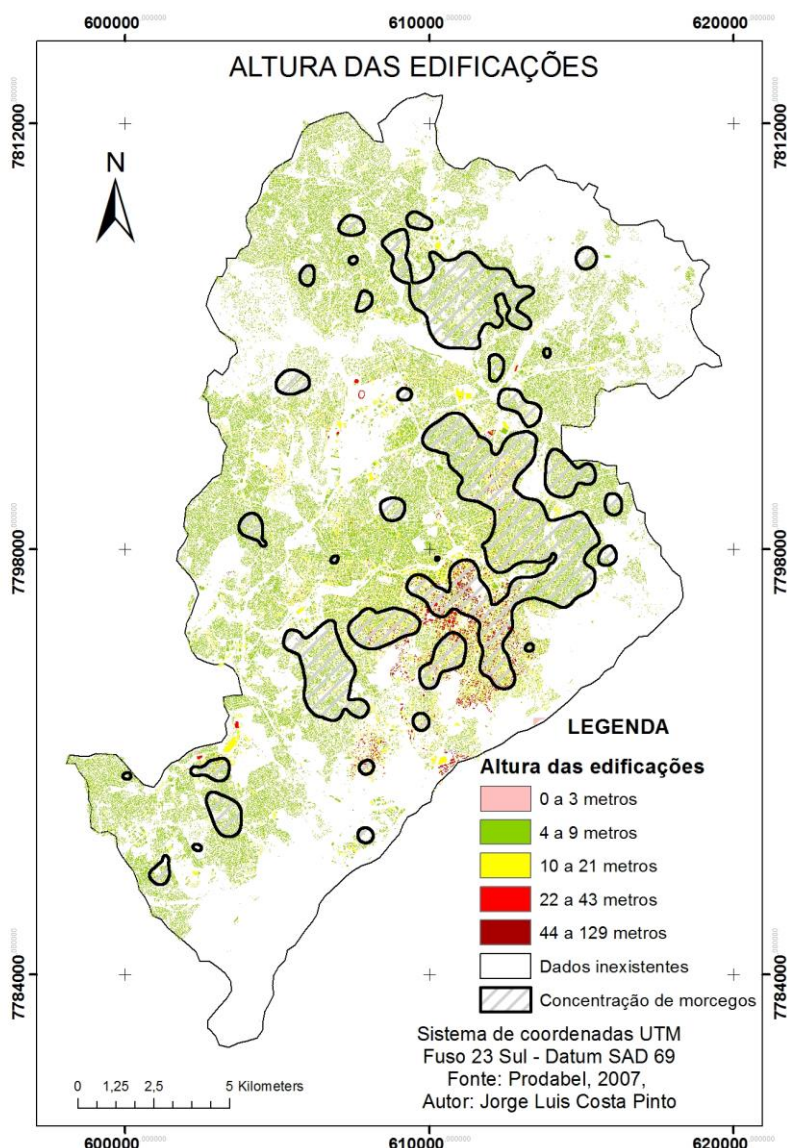 600000 610000 620000
ALTURA DAS EDIFICAÇÕES
7812000 7812000
N
7798000 7798000
LEGENDA
Altura das edificações
0 a 3 metros
4 a 9 metros
10 a 21 metros
22 a 43 metros
44 a 129 metros
7784000 Dados inexistentes 7784000
Concentração de morcegos
Sistema de coordenadas UTM
Fuso 23 Sul - Datum SAD 69
Fonte: Prodabel, 2007,
Autor: Jorge Luis Costa Pinto
0 1,25 2,5 5 Kilometers
600000 610000 620000